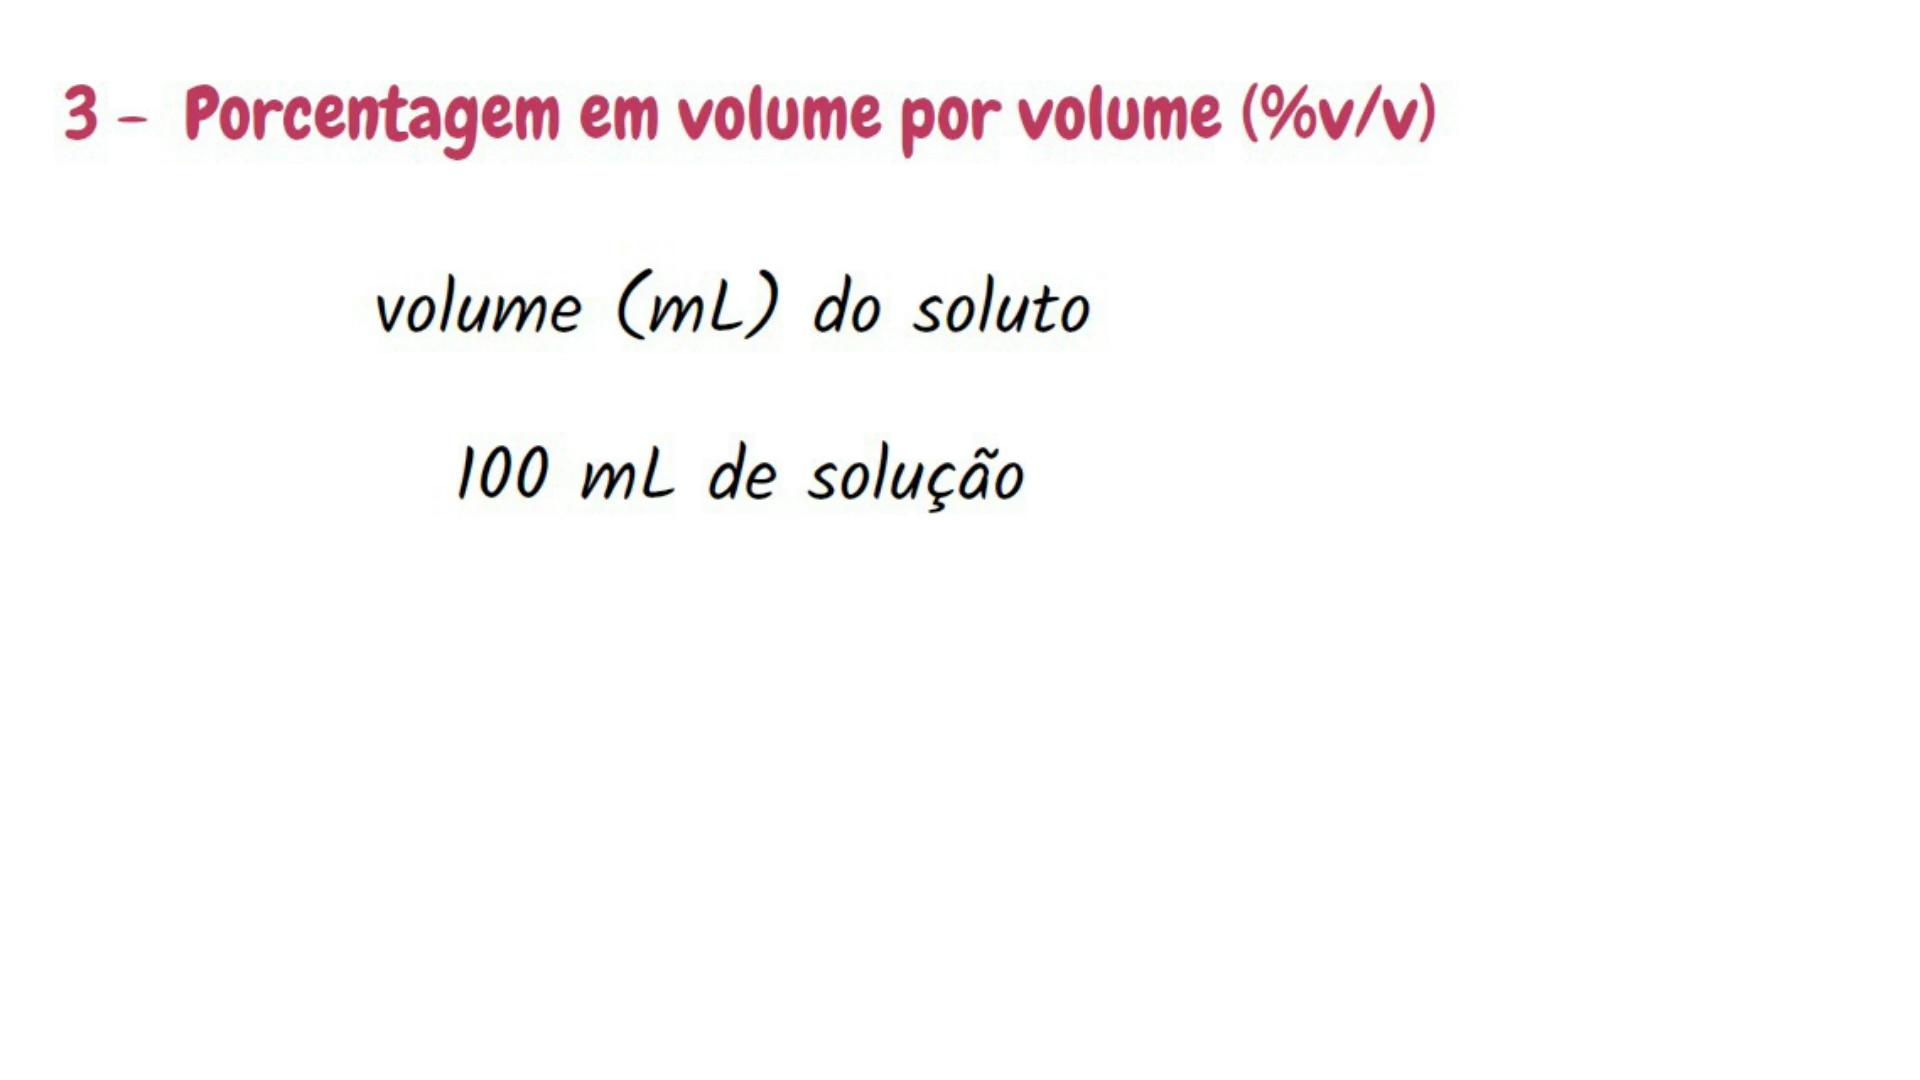 3 - Porcentagem em volume por volume (%v/v)
volume (mL) do soluto
100 mL de solução